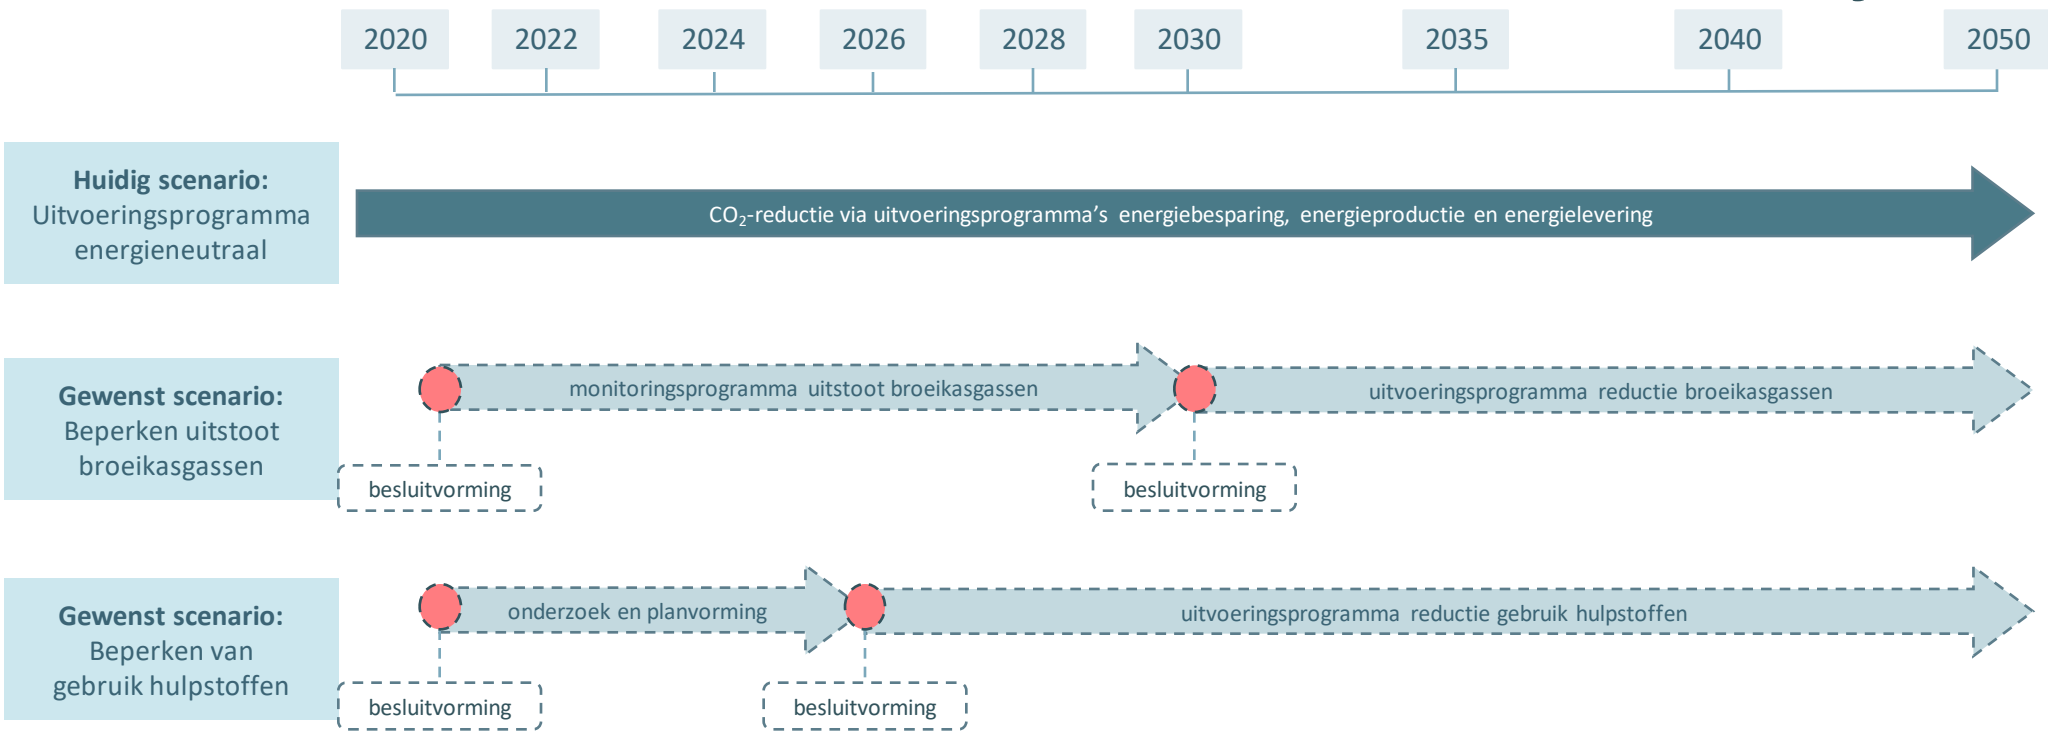 2020 2022 2024 2026 2028 2030 2035 2040 2050
Huidig scenario:
Uitvoeringsprogramma
energieneutraal
CO₂-reductie via uitvoeringsprogramma’s energiebesparing, energieproductie en energielevering
Gewenst scenario:
Beperken uitstoot
broeikasgassen
monitoringsprogramma uitstoot broeikasgassen
uitvoeringsprogramma reductie broeikasgassen
besluitvorming
besluitvorming
Gewenst scenario:
Beperken van
gebruik hulpstoffen
onderzoek en planvorming
uitvoeringsprogramma reductie gebruik hulpstoffen
besluitvorming
besluitvorming